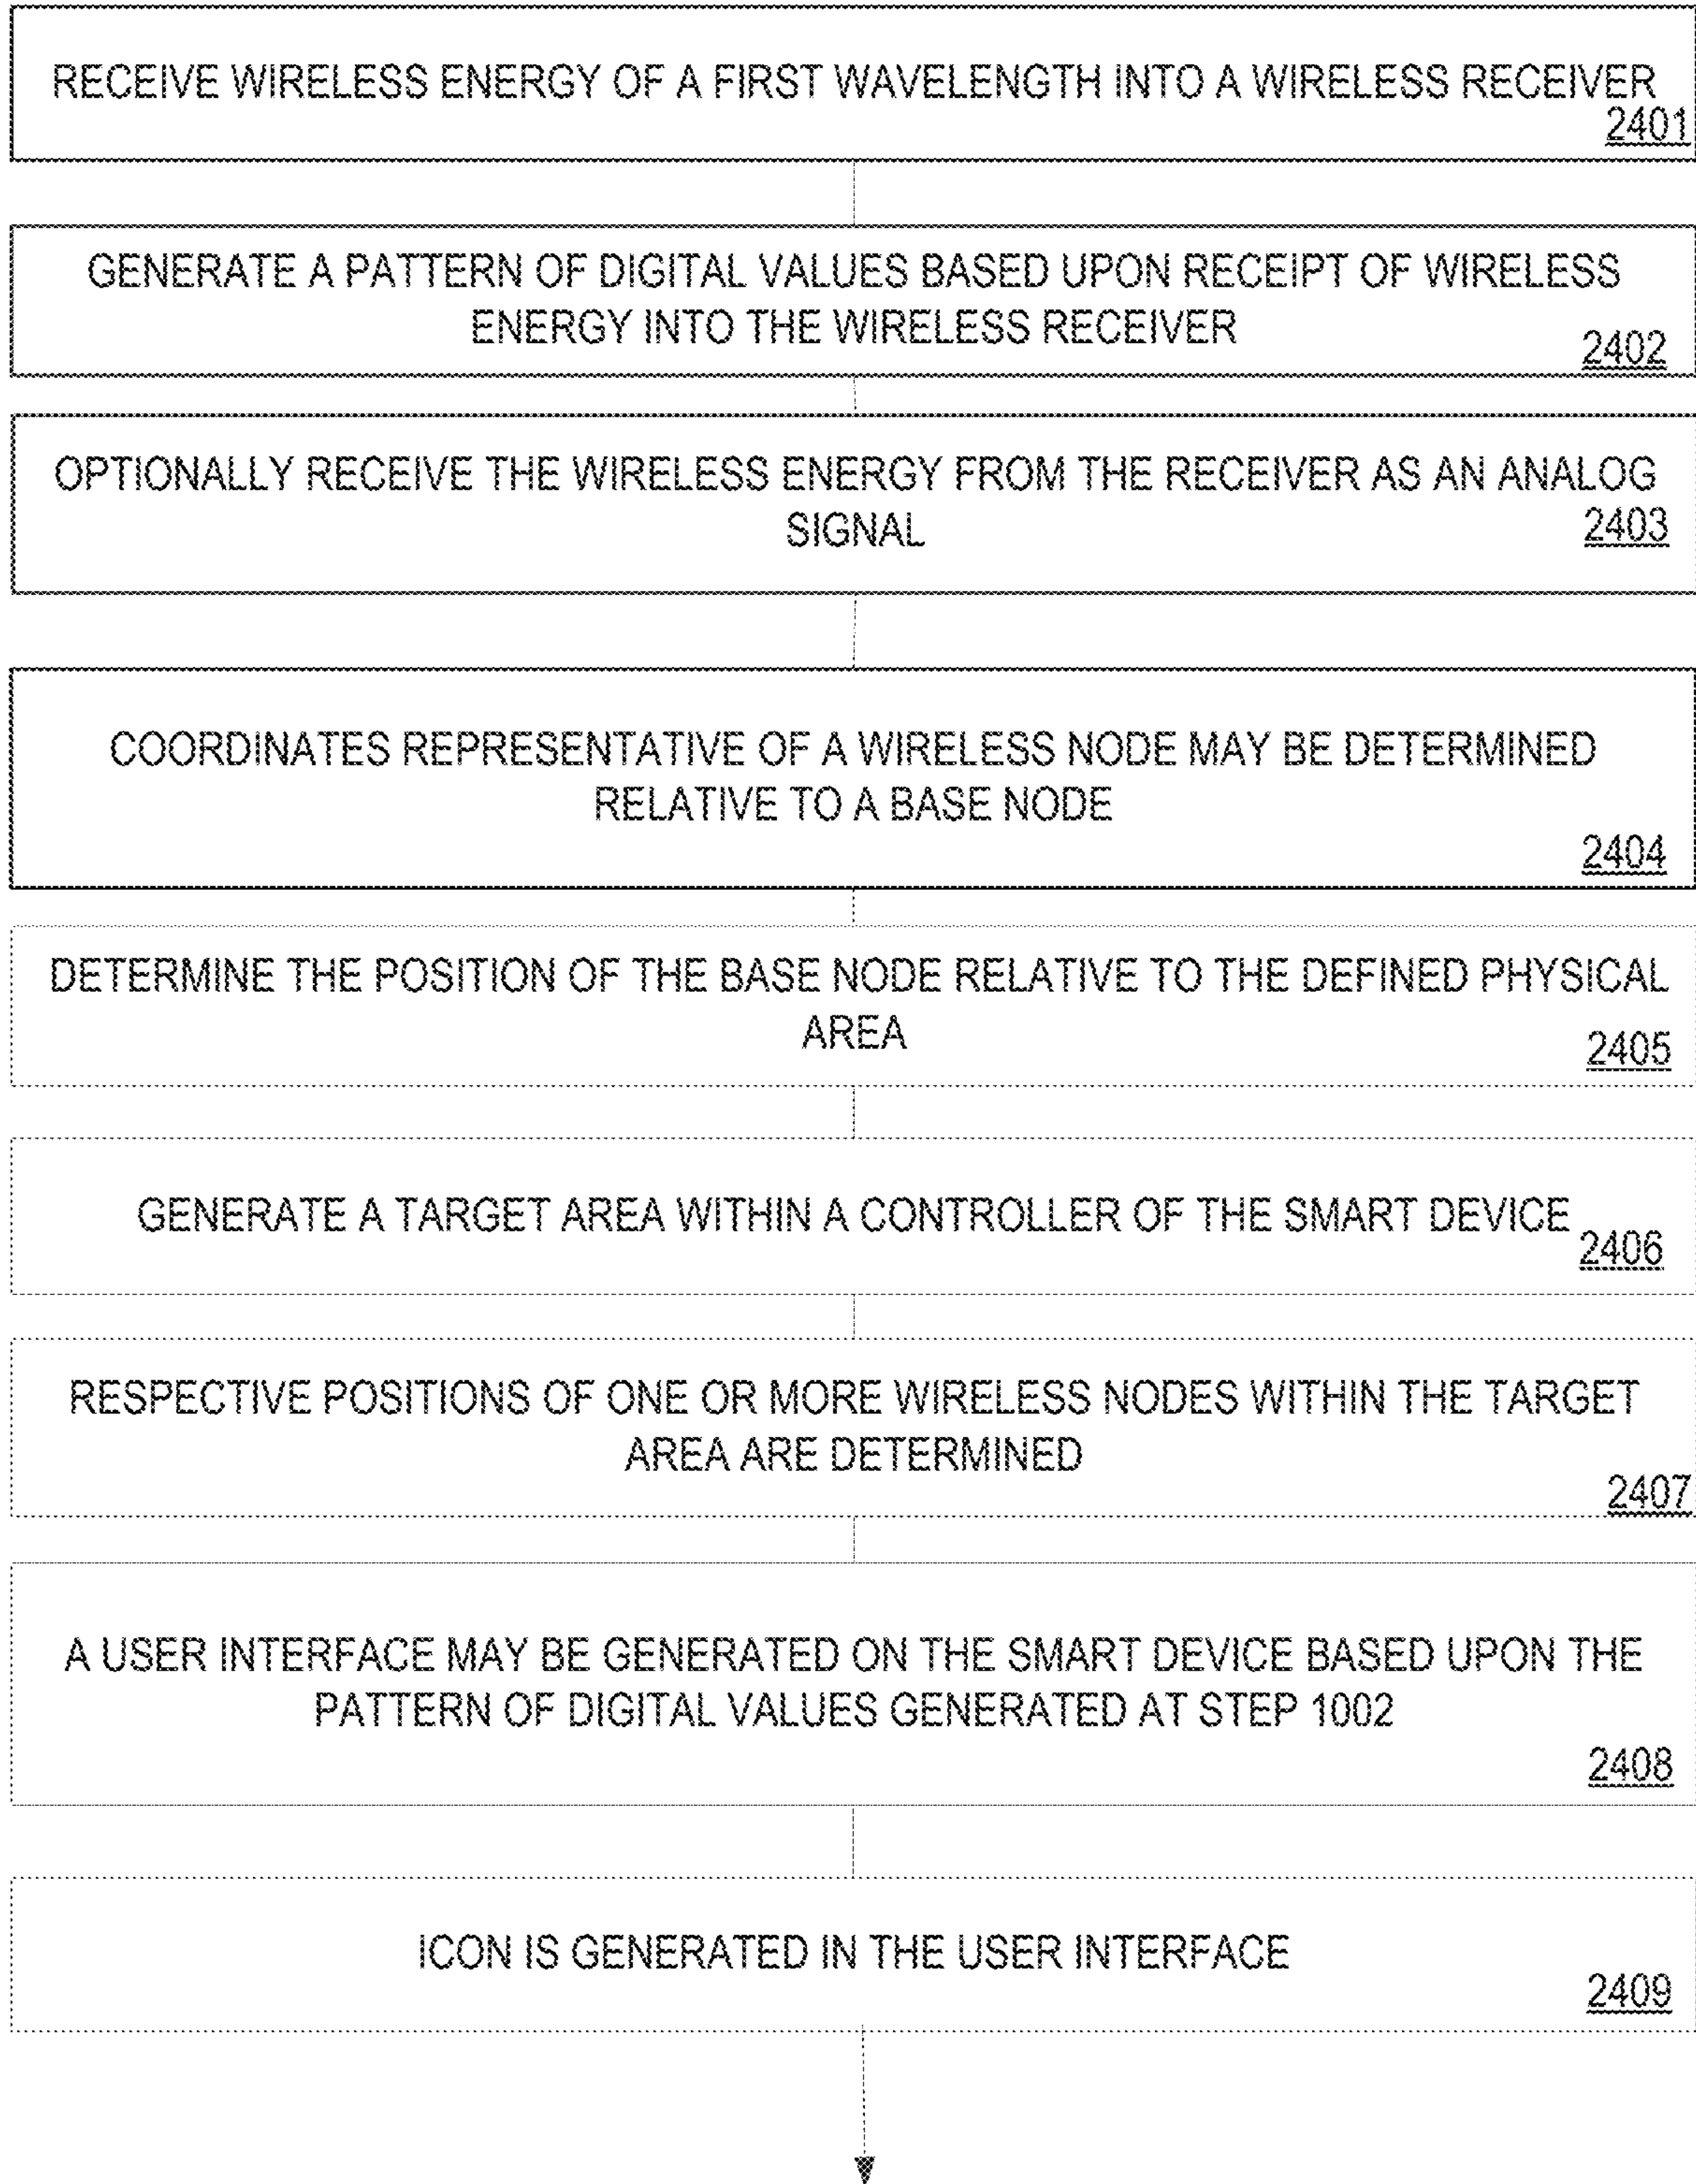 RECEIVE WIRELESS ENERGY OF A FIRST WAVELENGTH INTO A WIRELESS RECEIVER
2401
GENERATE A PATTERN OF DIGITAL VALUES BASED UPON RECEIPT OF WIRELESS
ENERGY INTO THE WIRELESS RECEIVER
2402
OPTIONALLY RECEIVE THE WIRELESS ENERGY FROM THE RECEIVER AS AN ANALOG
SIGNAL
2403
COORDINATES REPRESENTATIVE OF A WIRELESS NODE MAY BE DETERMINED
RELATIVE TO A BASE NODE
2404
DETERMINE THE POSITION OF THE BASE NODE RELATIVE TO THE DEFINED PHYSICAL
AREA
2405
GENERATE A TARGET AREA WITHIN A CONTROLLER OF THE SMART DEVICE
2406
RESPECTIVE POSITIONS OF ONE OR MORE WIRELESS NODES WITHIN THE TARGET
AREA ARE DETERMINED
2407
A USER INTERFACE MAY BE GENERATED ON THE SMART DEVICE BASED UPON THE
PATTERN OF DIGITAL VALUES GENERATED AT STEP 1002
2408
ICON IS GENERATED IN THE USER INTERFACE
2409